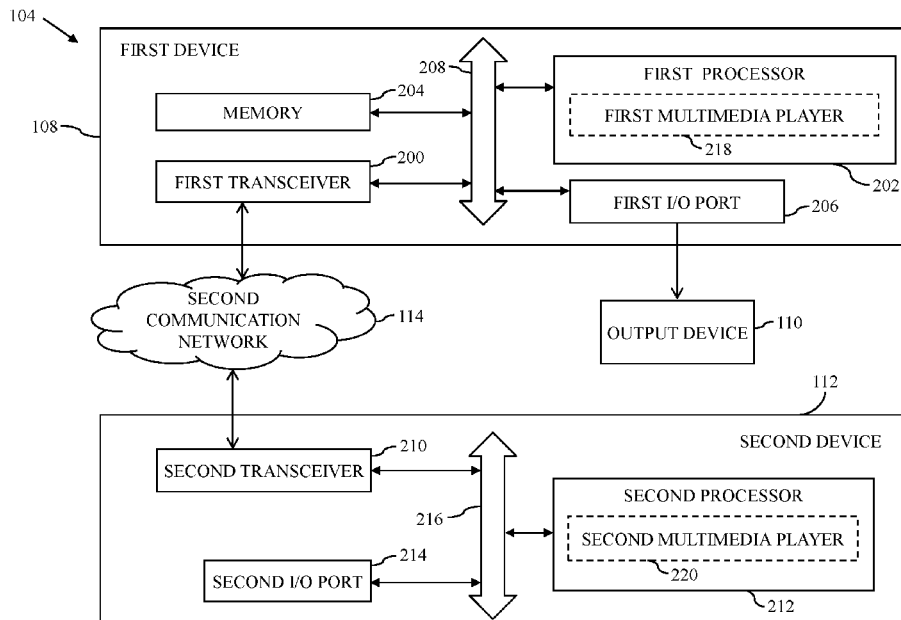 104
FIRST DEVICE
208
FIRST PROCESSOR
204
MEMORY
FIRST MULTIMEDIA PLAYER
108
218
200
FIRST TRANSCEIVER
202
FIRST I/O PORT
206
SECOND
COMMUNICATION
NETWORK
114
OUTPUT DEVICE
110
112
210
SECOND DEVICE
SECOND TRANSCEIVER
SECOND PROCESSOR
216
SECOND MULTIMEDIA PLAYER
214
220
SECOND I/O PORT
212